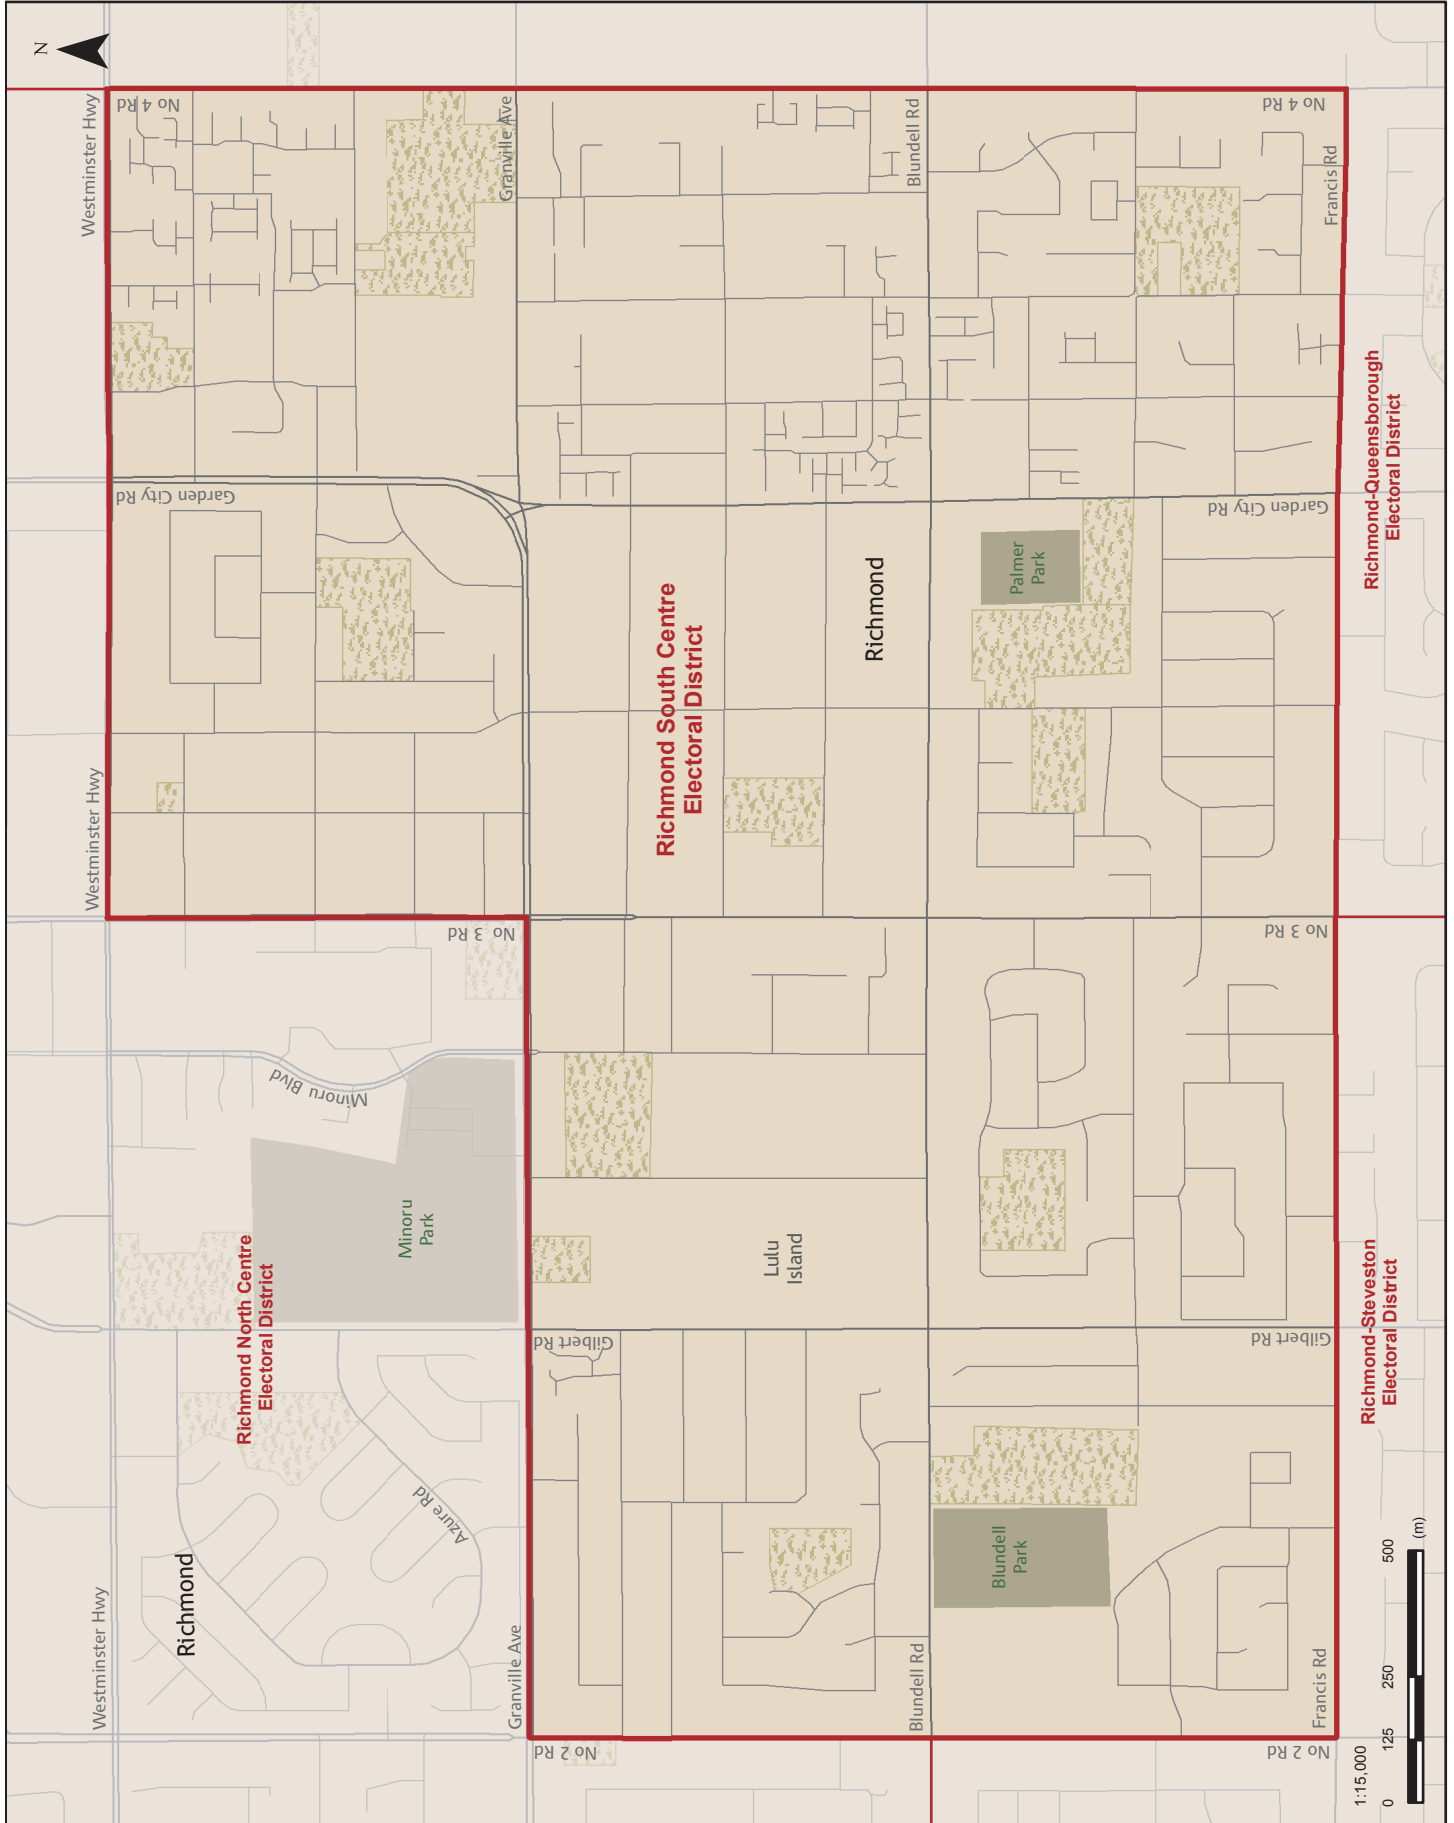 N
Westminster Hwy
Westminster Hwy
Westminster Hwy
No 4 Rd
No 4 Rd
Granville Ave
Granville Ave
Blundell Rd
Blundell Rd
Francis Rd
Francis Rd
Garden City Rd
Garden City Rd
Palmer
Park
Richmond
Richmond South Centre
Electoral District
Richmond-Queensborough
Electoral District
No 3 Rd
No 3 Rd
Minoru Blvd
Minoru
Park
Richmond North Centre
Electoral District
Lulu
Island
Gilbert Rd
Gilbert Rd
Richmond-Steveston
Electoral District
Azure Rd
Richmond
Blundell
Park
No 2 Rd
No 2 Rd
1:15,000
0 125 250 500
(m)